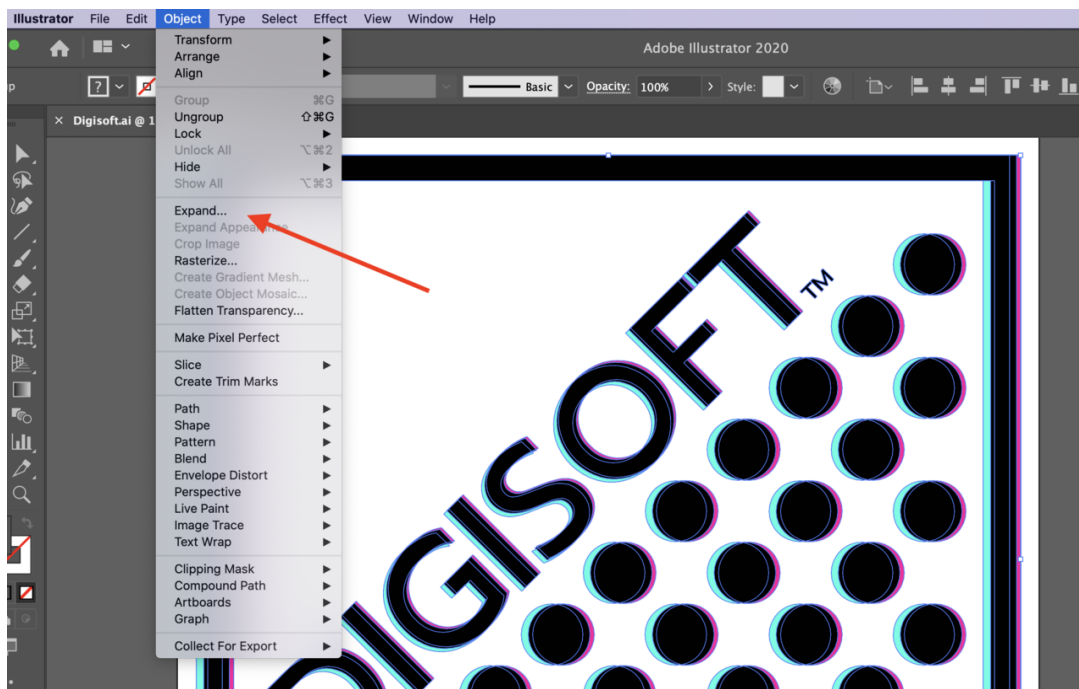 Illustrator File Edit Object Type Select Effect View Window Help
Adobe Illustrator 2020
? Basic Opacity: 100% Style:
× Digisoft.ai @ 1
Transform
Arrange
Align
Group ⌘G
Ungroup ⇧⌘G
Lock
Unlock All ⌥⌘2
Hide
Show All ⌥⌘3
Expand...
Expand Appearance
Crop Image
Rasterize...
Create Gradient Mesh...
Create Object Mosaic...
Flatten Transparency...
Make Pixel Perfect
Slice
Create Trim Marks
Path
Shape
Pattern
Blend
Envelope Distort
Perspective
Live Paint
Image Trace
Text Wrap
Clipping Mask
Compound Path
Artboards
Graph
Collect For Export
DIGISOFT™